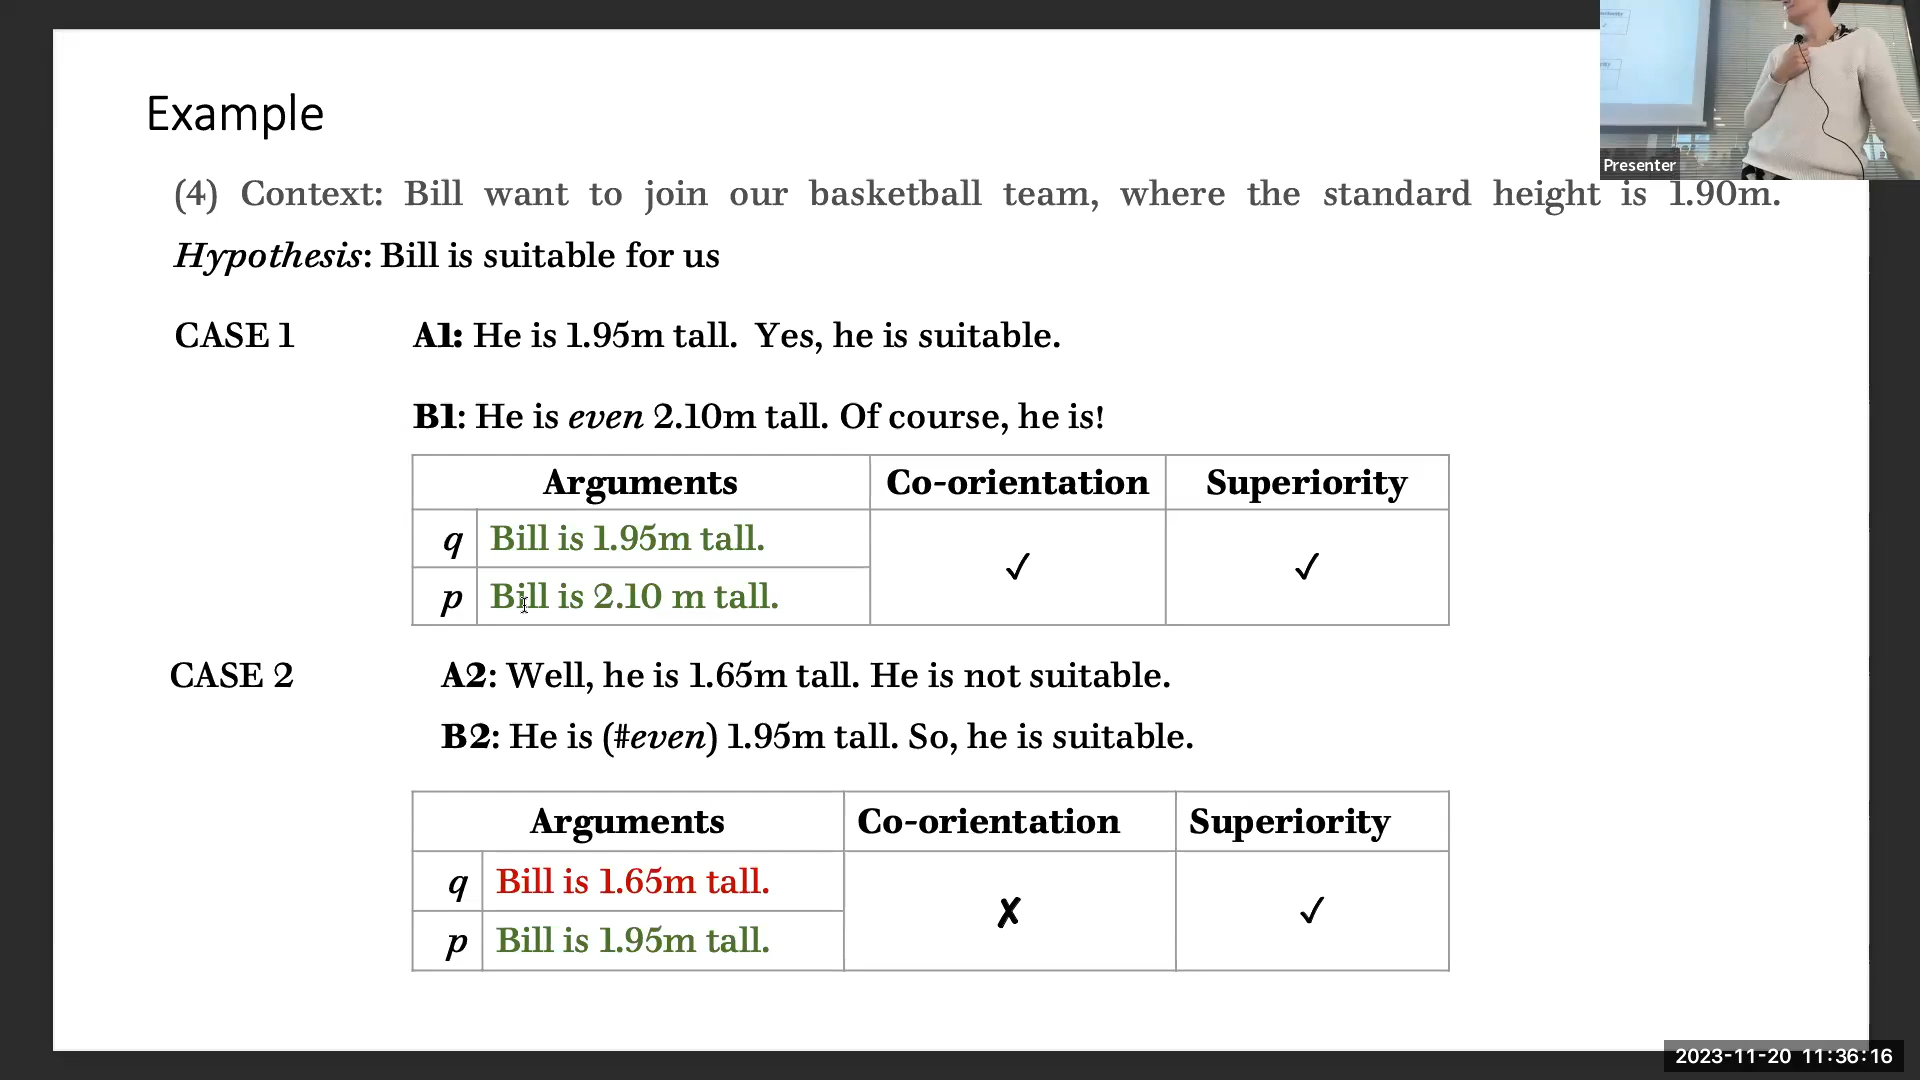 Example
Presenter
(4) Context: Bill want to join our basketball team, where the standard height is 1.90m.
Hypothesis: Bill is suitable for us
CASE 1 A1: He is 1.95m tall. Yes, he is suitable.
B1: He is even 2.10m tall. Of course, he is!
Arguments Co-orientation Superiority
q Bill is 1.95m tall.
✓ ✓
p Bill is 2.10 m tall.
CASE 2 A2: Well, he is 1.65m tall. He is not suitable.
B2: He is (#even) 1.95m tall. So, he is suitable.
Arguments Co-orientation Superiority
q Bill is 1.65m tall.
✗ ✓
p Bill is 1.95m tall.
2023-11-20 11:36:16